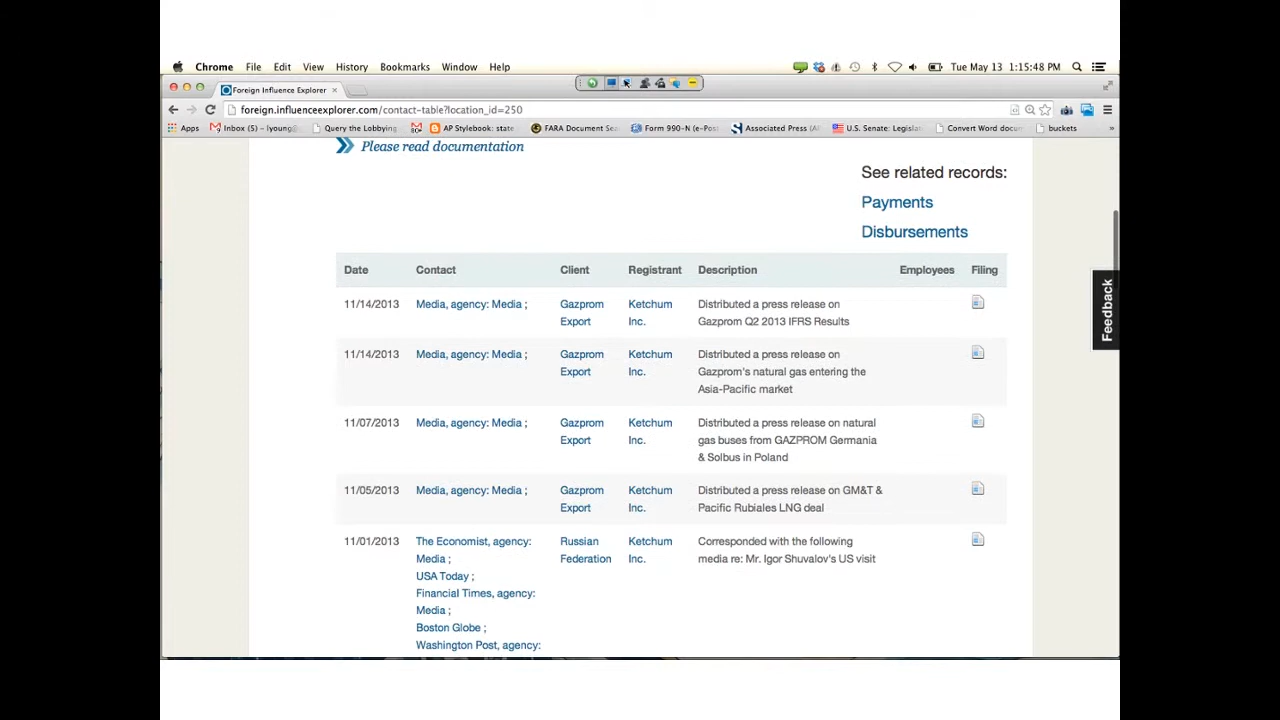 Chrome File Edit View History Bookmarks Window Help Tue May 13 1:15:48 PM
Foreign Influence Explorer
foreign.influenceexplorer.com/contact-table?location_id=250
Apps Inbox (5) - lyoung@ Query the Lobbying AP Stylebook: state FARA Document Sea Form 990-N (e-Pos Associated Press (A U.S. Senate: Legislat Convert Word docu buckets
Please read documentation
See related records:
Payments
Disbursements
Date Contact Client Registrant Description Employees Filing
11/14/2013 Media, agency: Media ; Gazprom Ketchum Distributed a press release on
Export Inc. Gazprom Q2 2013 IFRS Results
11/14/2013 Media, agency: Media ; Gazprom Ketchum Distributed a press release on
Export Inc. Gazprom's natural gas entering the
Asia-Pacific market
11/07/2013 Media, agency: Media ; Gazprom Ketchum Distributed a press release on natural
Export Inc. gas buses from GAZPROM Germania
& Solbus in Poland
11/05/2013 Media, agency: Media ; Gazprom Ketchum Distributed a press release on GM&T &
Export Inc. Pacific Rubiales LNG deal
11/01/2013 The Economist, agency: Russian Ketchum Corresponded with the following
Media ; Federation Inc. media re: Mr. Igor Shuvalov's US visit
USA Today ;
Financial Times, agency:
Media ;
Boston Globe ;
Washington Post, agency:
Feedback